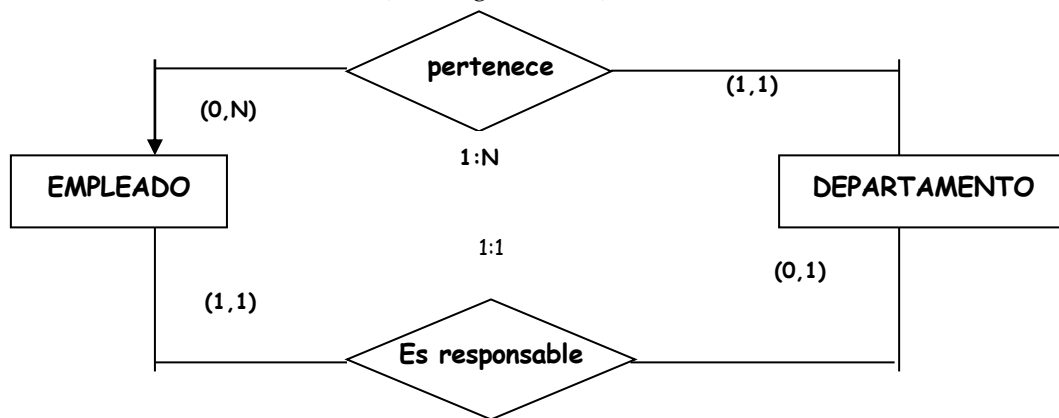 pertenece
(0,N)
(1,1)
1:N
EMPLEADO
DEPARTAMENTO
1:1
(0,1)
(1,1)
Es responsable